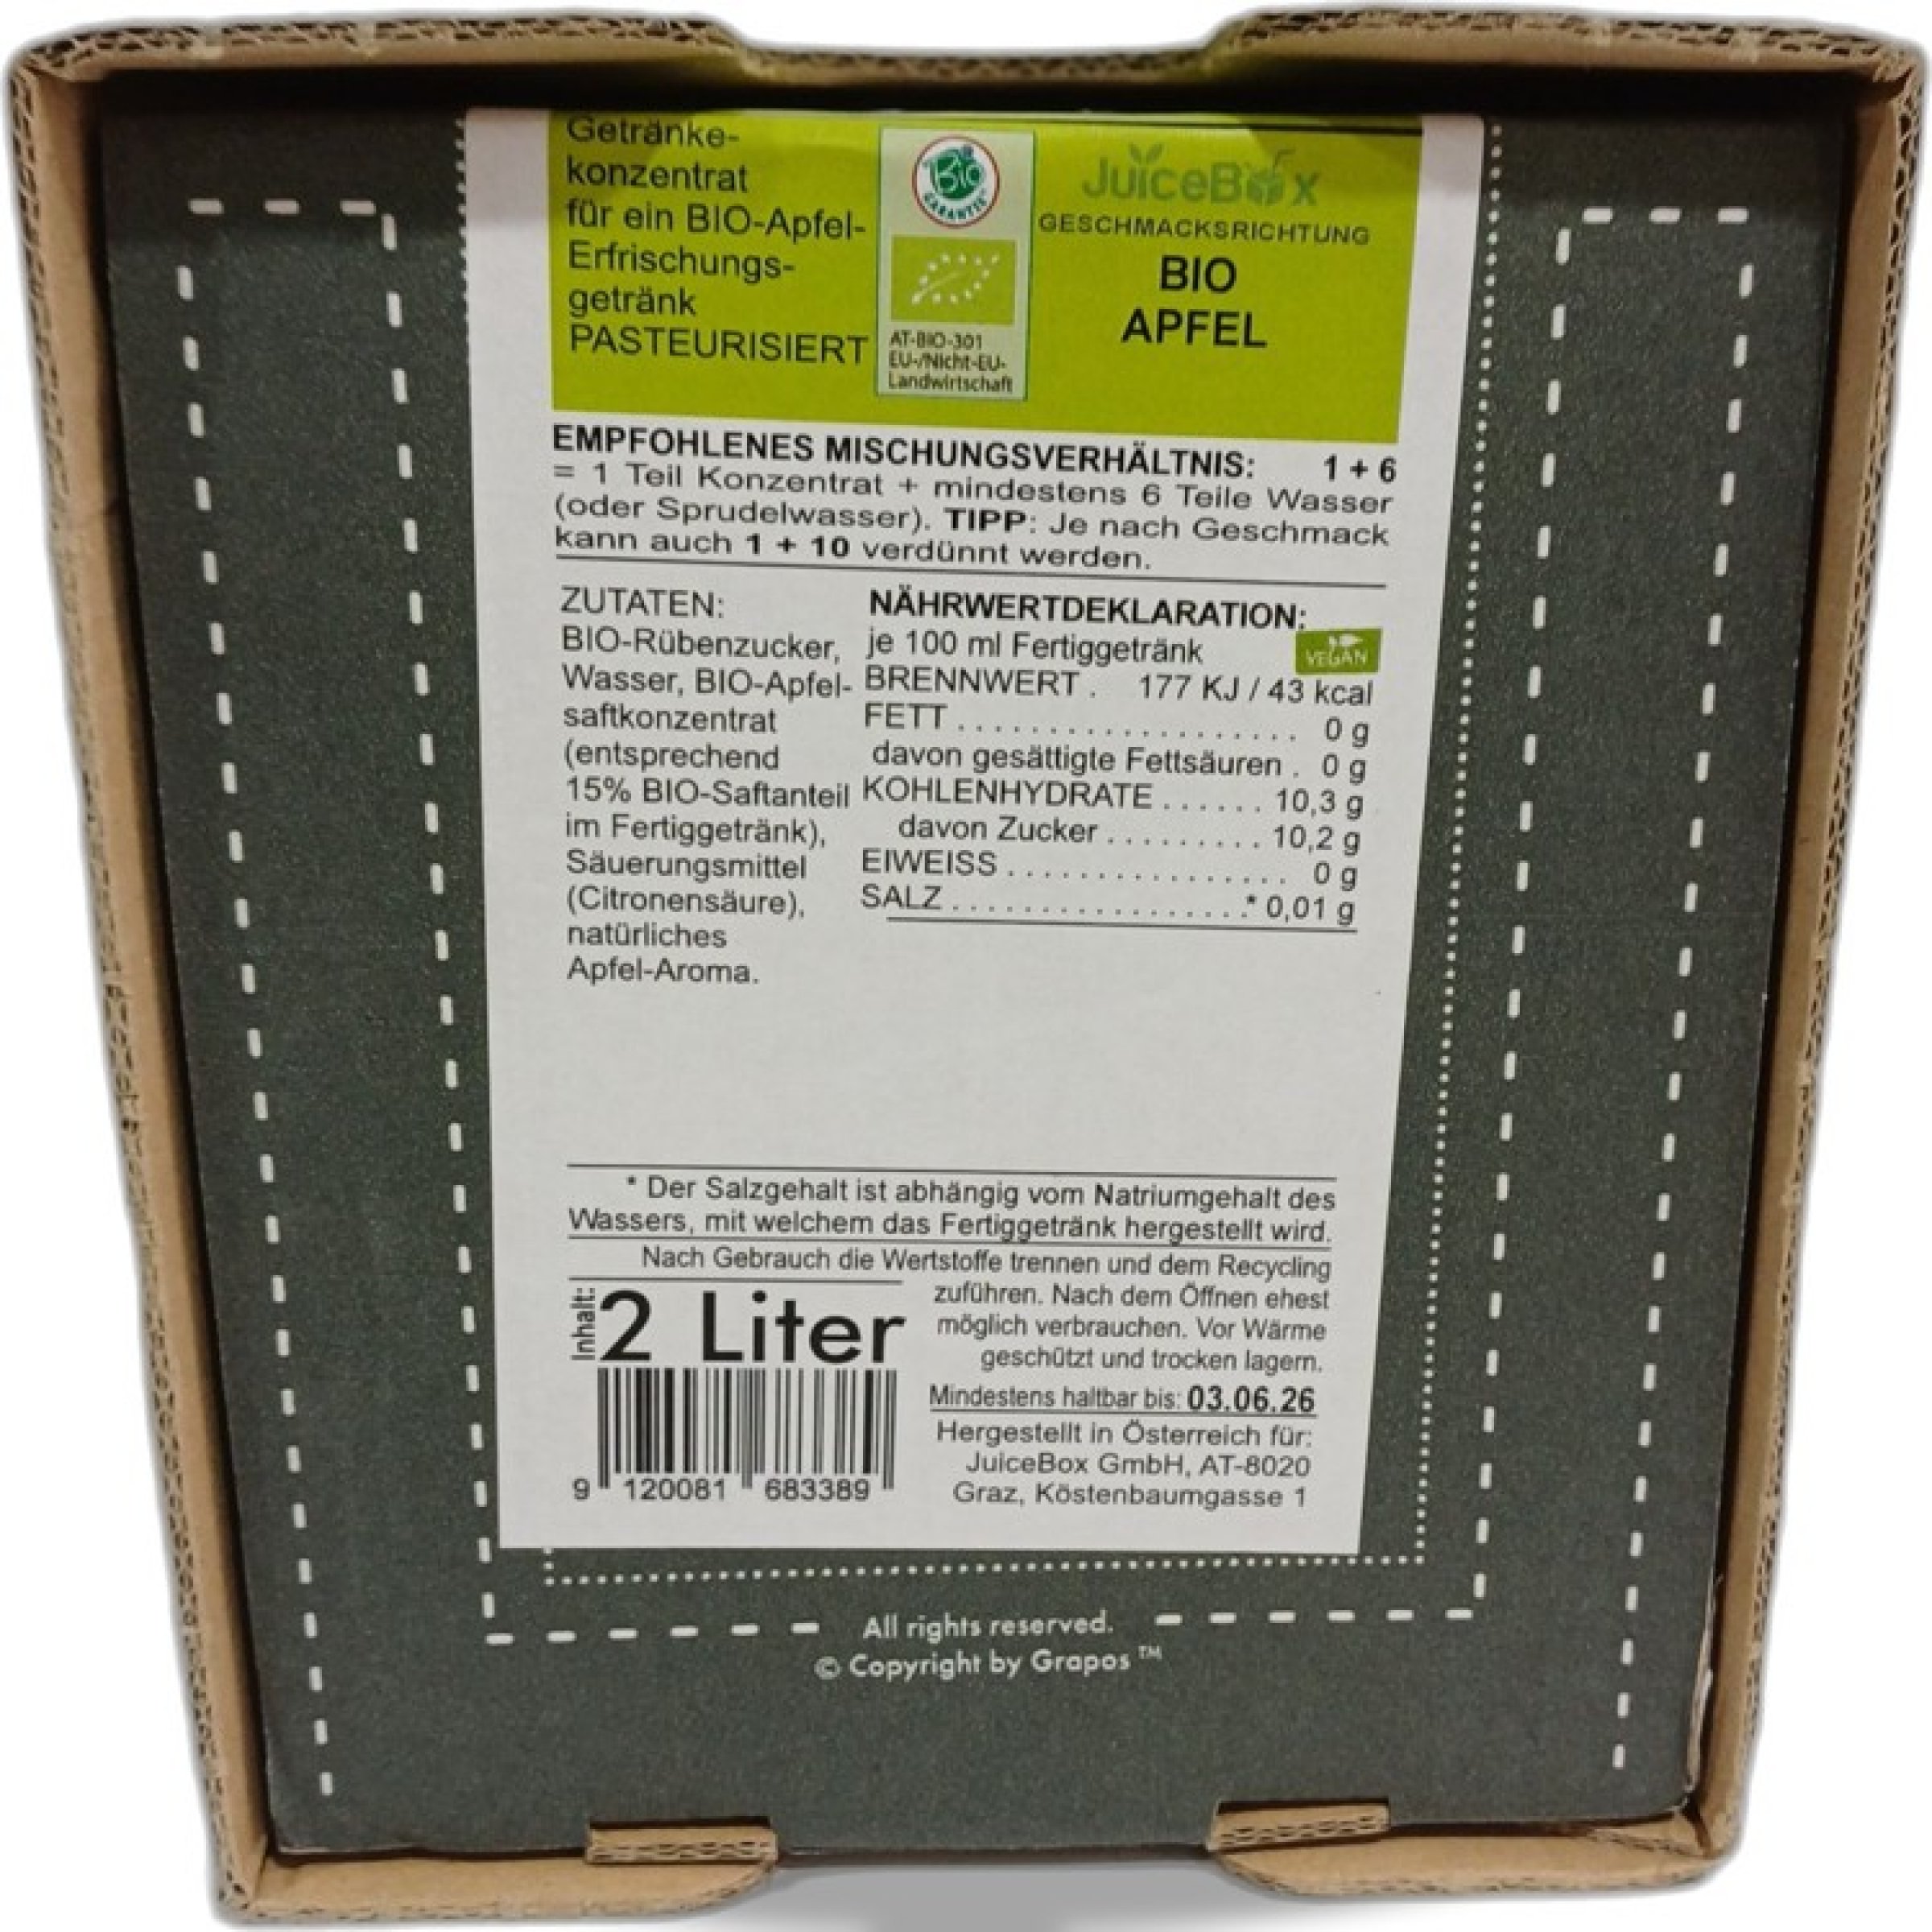 Getränke-
konzentrat
für ein BIO-Apfel-
Erfrischungs-
getränk
PASTEURISIERT
Bio
GARANTIE
AT-BIO-301
EU-/Nicht-EU-
Landwirtschaft
JuiceBox
GESCHMACKSRICHTUNG
BIO
APFEL
EMPFOHLENES MISCHUNGSVERHÄLTNIS: 1 + 6
= 1 Teil Konzentrat + mindestens 6 Teile Wasser
(oder Sprudelwasser). TIPP: Je nach Geschmack
kann auch 1 + 10 verdünnt werden.
ZUTATEN:
BIO-Rübenzucker,
Wasser, BIO-Apfel-
saftkonzentrat
(entsprechend
15% BIO-Saftanteil
im Fertiggetränk),
Säuerungsmittel
(Citronensäure),
natürliches
Apfel-Aroma.
NÄHRWERTDEKLARATION:
je 100 ml Fertiggetränk
VEGAN
BRENNWERT . 177 KJ / 43 kcal
FETT . . . . . . . . . . . . . . . . . . . 0 g
davon gesättigte Fettsäuren . 0 g
KOHLENHYDRATE . . . . . . 10,3 g
davon Zucker . . . . . . . . . 10,2 g
EIWEISS . . . . . . . . . . . . . . . . 0 g
SALZ . . . . . . . . . . . . . . . . . .* 0,01 g
* Der Salzgehalt ist abhängig vom Natriumgehalt des
Wassers, mit welchem das Fertiggetränk hergestellt wird.
Nach Gebrauch die Wertstoffe trennen und dem Recycling
zuführen. Nach dem Öffnen ehest
möglich verbrauchen. Vor Wärme
geschützt und trocken lagern.
Inhalt: 2 Liter
Mindestens haltbar bis: 03.06.26
Hergestellt in Österreich für:
JuiceBox GmbH, AT-8020
Graz, Köstenbaumgasse 1
9 120081 683389
All rights reserved.
© Copyright by Grapos ™